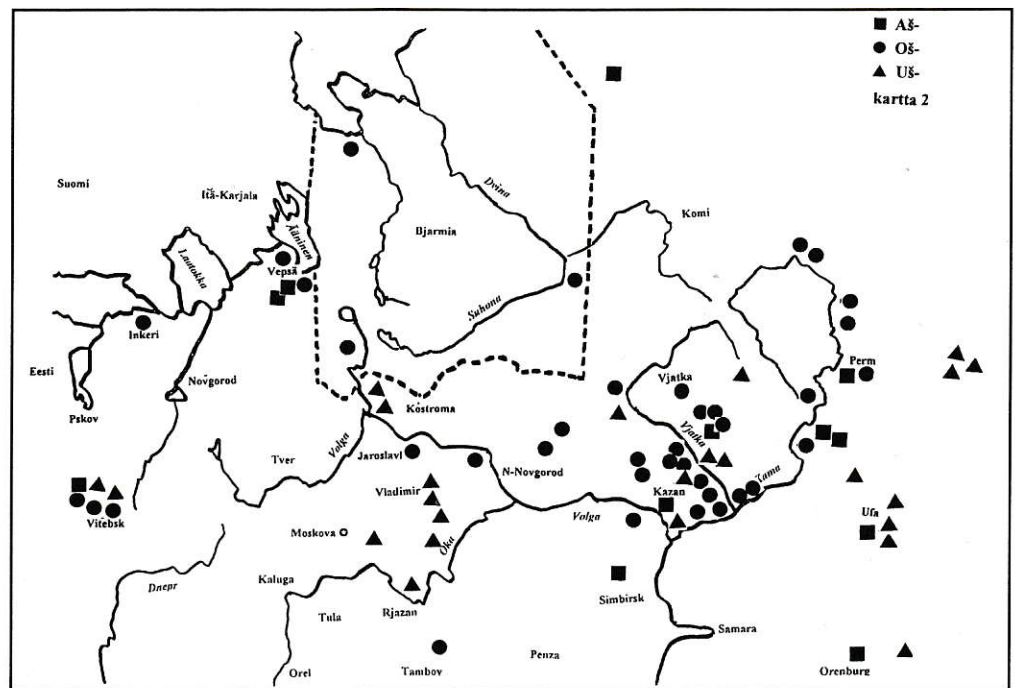 Aš-
Oš-
Uš-
kartta 2
Suomi
Itä-Karjala
Ääninen
Laatokka
Vepsä
Inkeri
Eesti
Pskov
Novgorod
Bjarmia
Dvina
Suhona
Komi
Perm
Vjatka
Vjatka
Kama
Kostroma
Volga
Jaroslavl
Tver
N-Novgorod
Vladimir
Kazan
Volga
Ufa
Vitebsk
Moskova
Oka
Dnepr
Kaluga
Simbirsk
Tula
Rjazan
Samara
Orel
Tambov
Penza
Orenburg